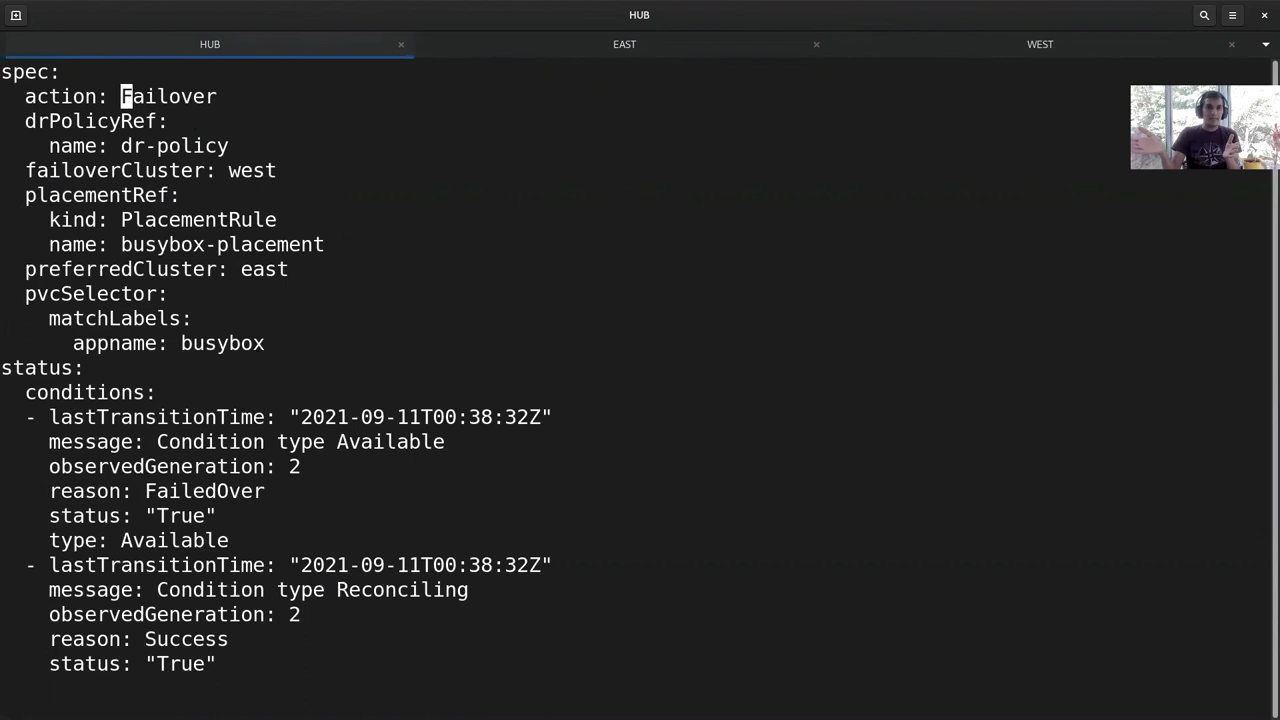 HUB
HUB
EAST
WEST
spec:
  action: Failover
  drPolicyRef:
    name: dr-policy
  failoverCluster: west
  placementRef:
    kind: PlacementRule
    name: busybox-placement
  preferredCluster: east
  pvcSelector:
    matchLabels:
      appname: busybox
status:
  conditions:
  - lastTransitionTime: "2021-09-11T00:38:32Z"
    message: Condition type Available
    observedGeneration: 2
    reason: FailedOver
    status: "True"
    type: Available
  - lastTransitionTime: "2021-09-11T00:38:32Z"
    message: Condition type Reconciling
    observedGeneration: 2
    reason: Success
    status: "True"